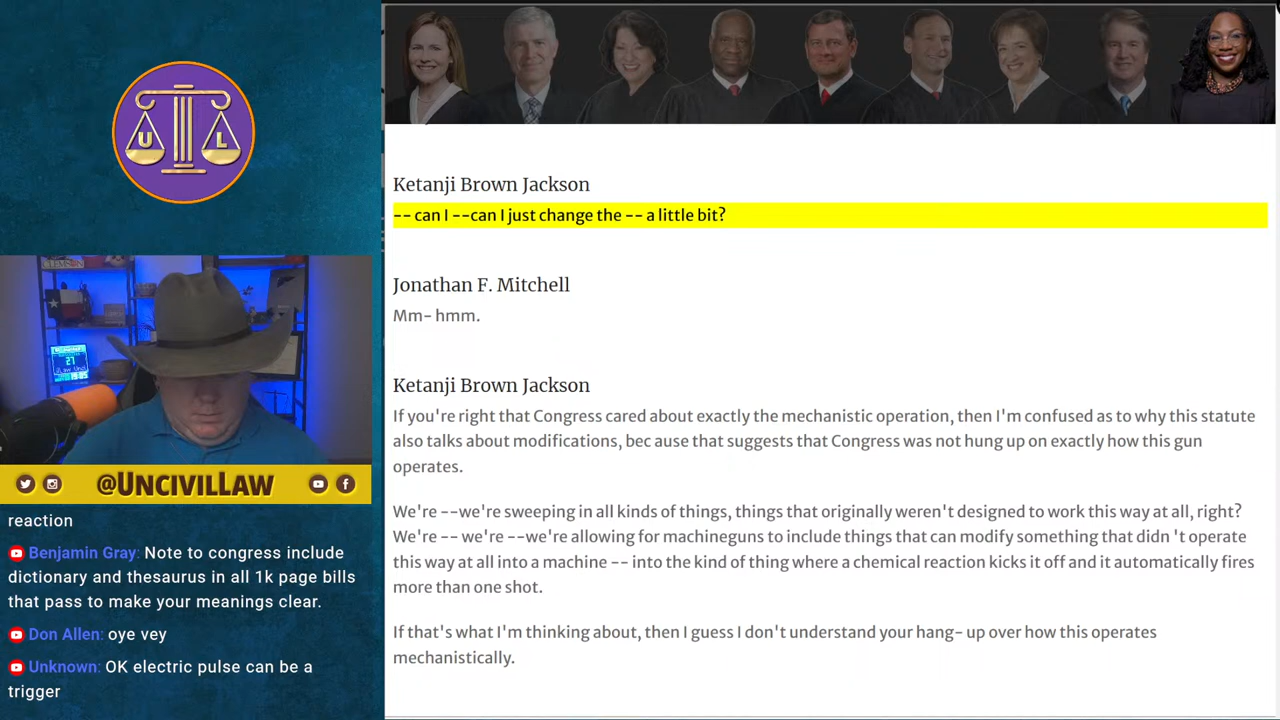 U L
CLEMSON
27
@UNCIVILLAW
reaction
Benjamin Gray: Note to congress include
dictionary and thesaurus in all 1k page bills
that pass to make your meanings clear.
Don Allen: oye vey
Unknown: OK electric pulse can be a
trigger
Ketanji Brown Jackson
-- can I --can I just change the -- a little bit?
Jonathan F. Mitchell
Mm- hmm.
Ketanji Brown Jackson
If you're right that Congress cared about exactly the mechanistic operation, then I'm confused as to why this statute
also talks about modifications, bec ause that suggests that Congress was not hung up on exactly how this gun
operates.
We're --we're sweeping in all kinds of things, things that originally weren't designed to work this way at all, right?
We're -- we're --we're allowing for machineguns to include things that can modify something that didn 't operate
this way at all into a machine -- into the kind of thing where a chemical reaction kicks it off and it automatically fires
more than one shot.
If that's what I'm thinking about, then I guess I don't understand your hang- up over how this operates
mechanistically.